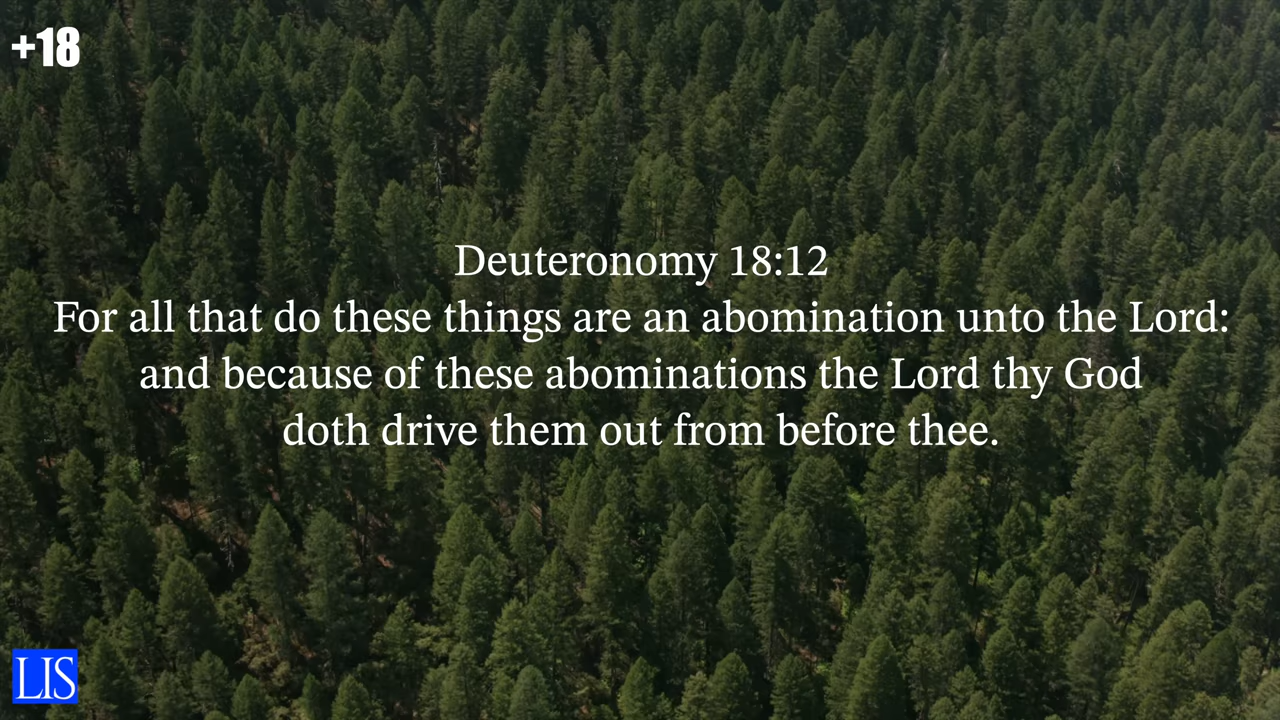 +18
Deuteronomy 18:12
For all that do these things are an abomination unto the Lord:
and because of these abominations the Lord thy God
doth drive them out from before thee.
LIS